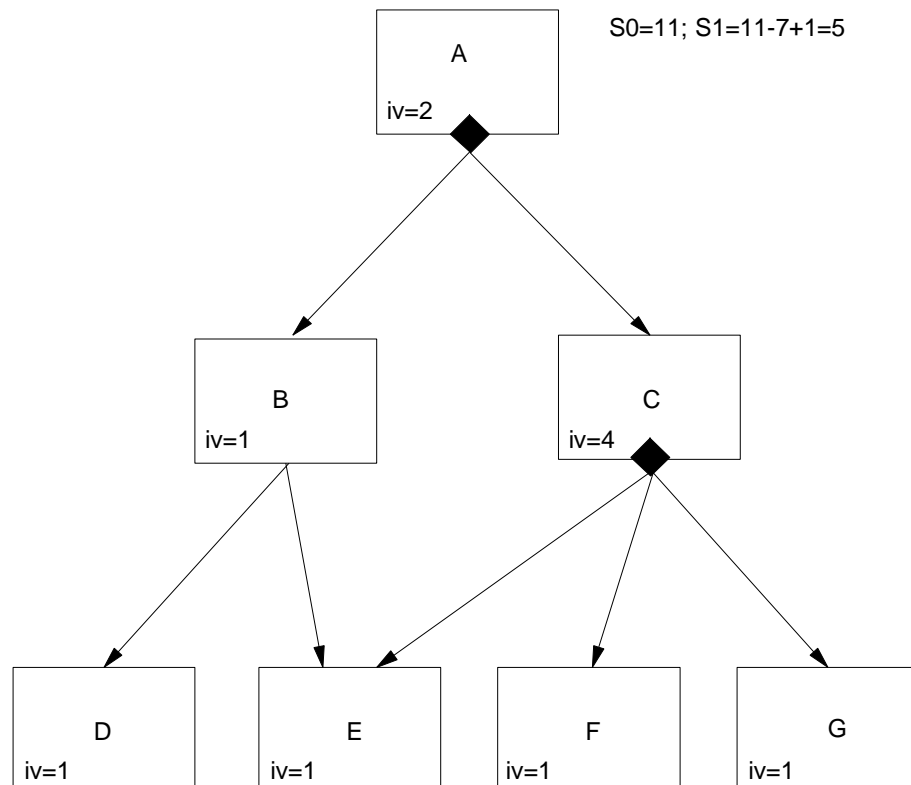 S0=11; S1=11-7+1=5
A
iv=2
B
iv=1
C
iv=4
D
iv=1
E
iv=1
F
iv=1
G
iv=1